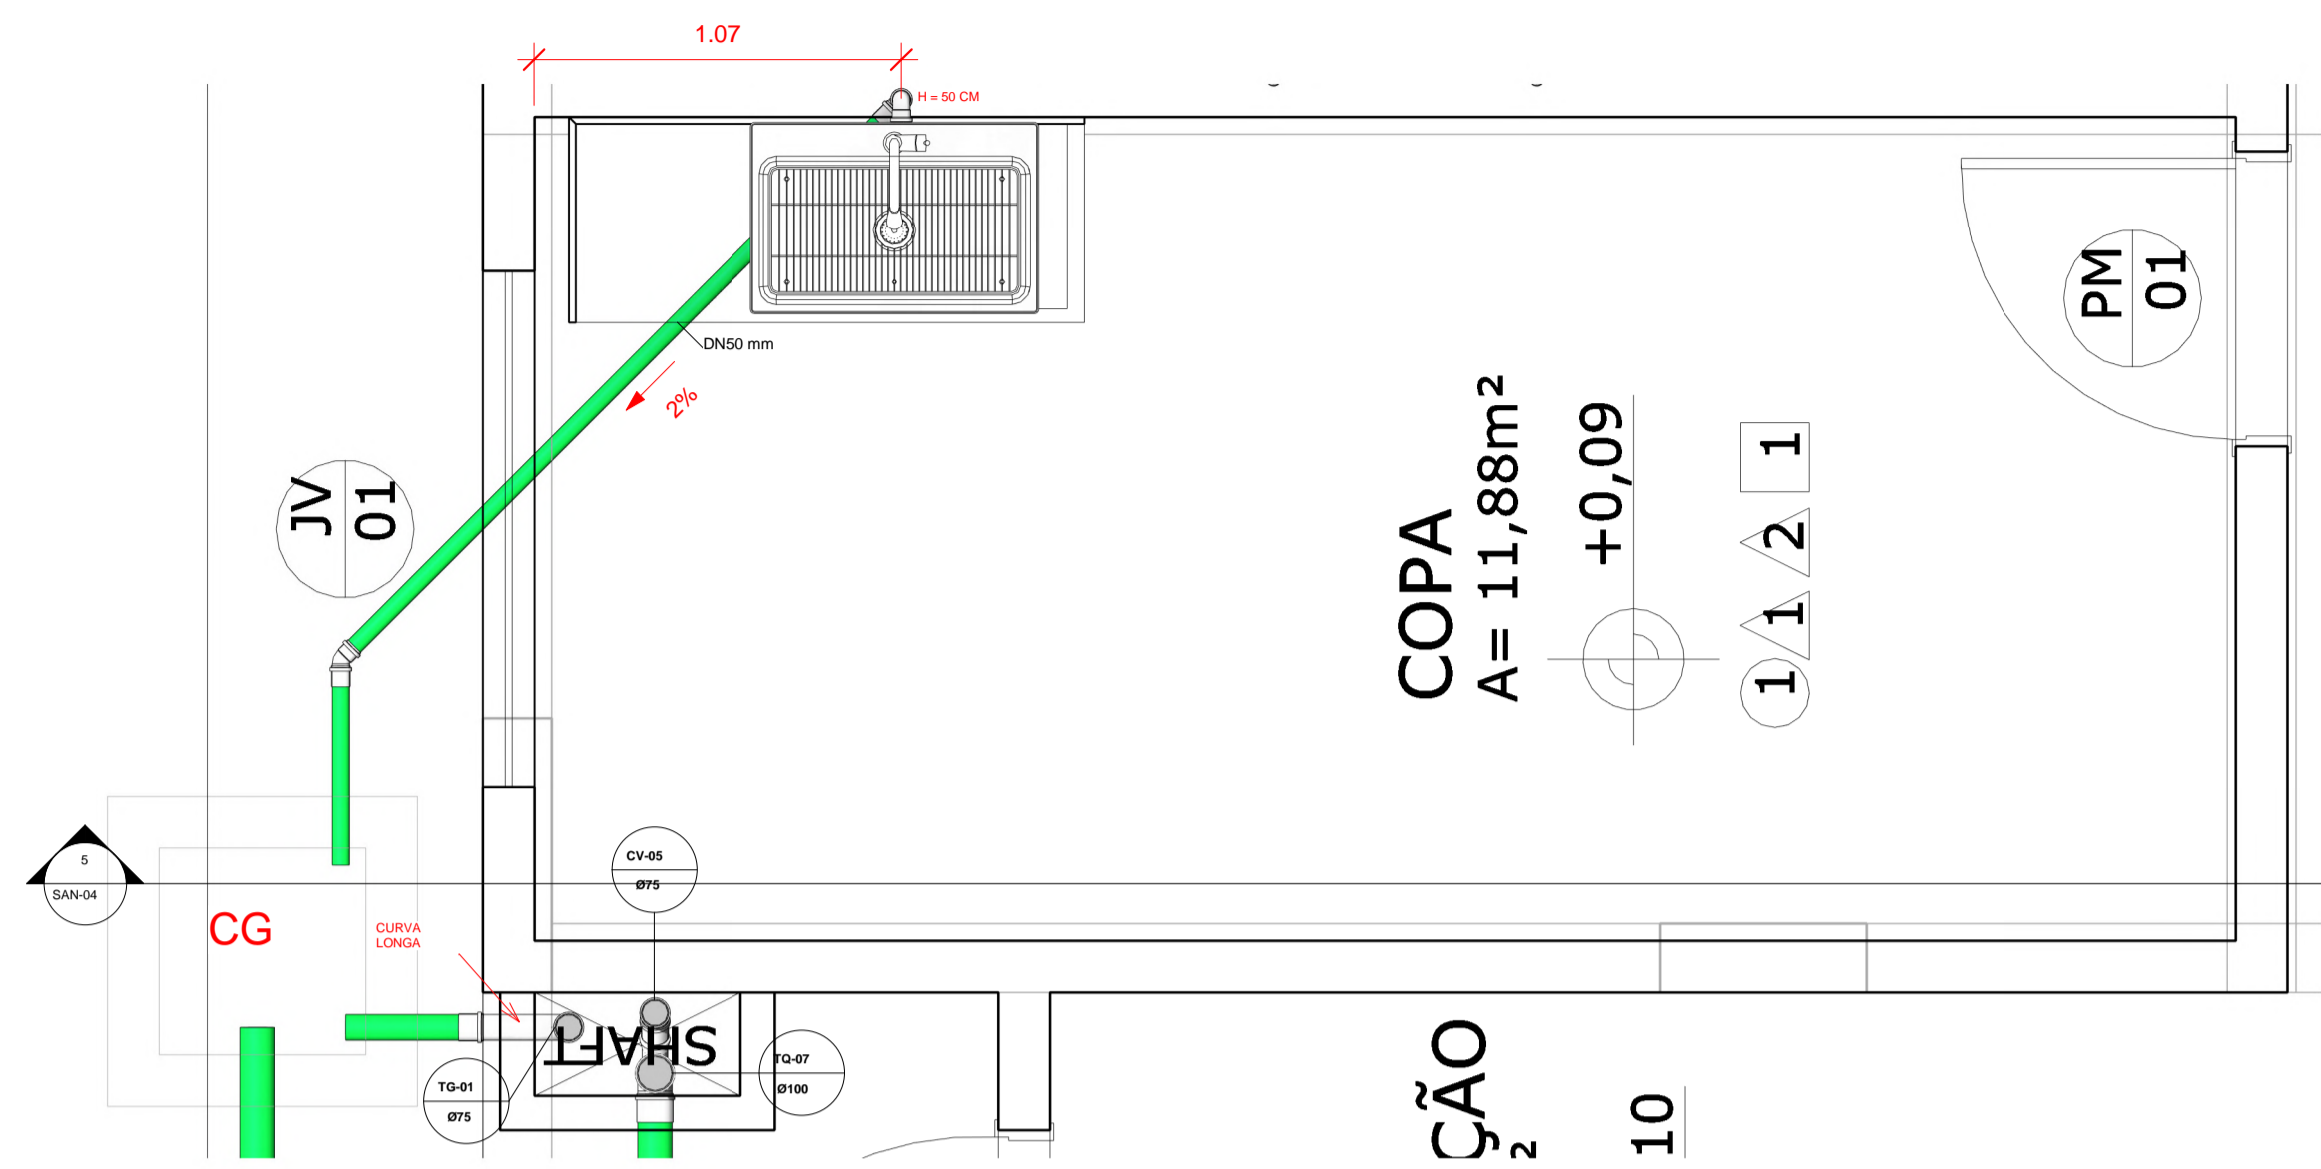 1.07
H = 50 CM
DN50 mm
2%
JV
01
PM
01
COPA
A= 11,88m²
+0,09
1
2
1
1
5
SAN-04
CV-05
Ø75
CG
CURVA
LONGA
SHAFT
TG-01
Ø75
TQ-07
Ø100
ÇÃO
2
10